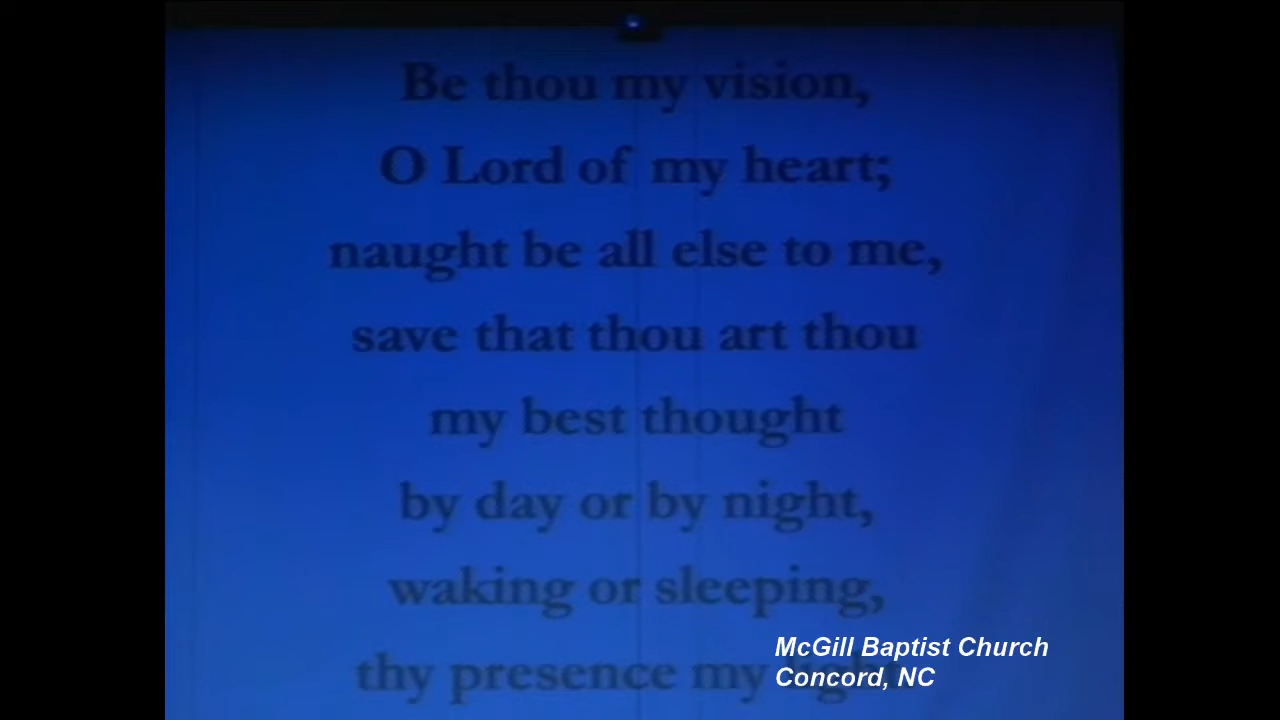 Be thou my vision,
O Lord of my heart;
naught be all else to me,
save that thou art thou
my best thought
by day or by night,
waking or sleeping,
thy presence my light.
McGill Baptist Church
Concord, NC